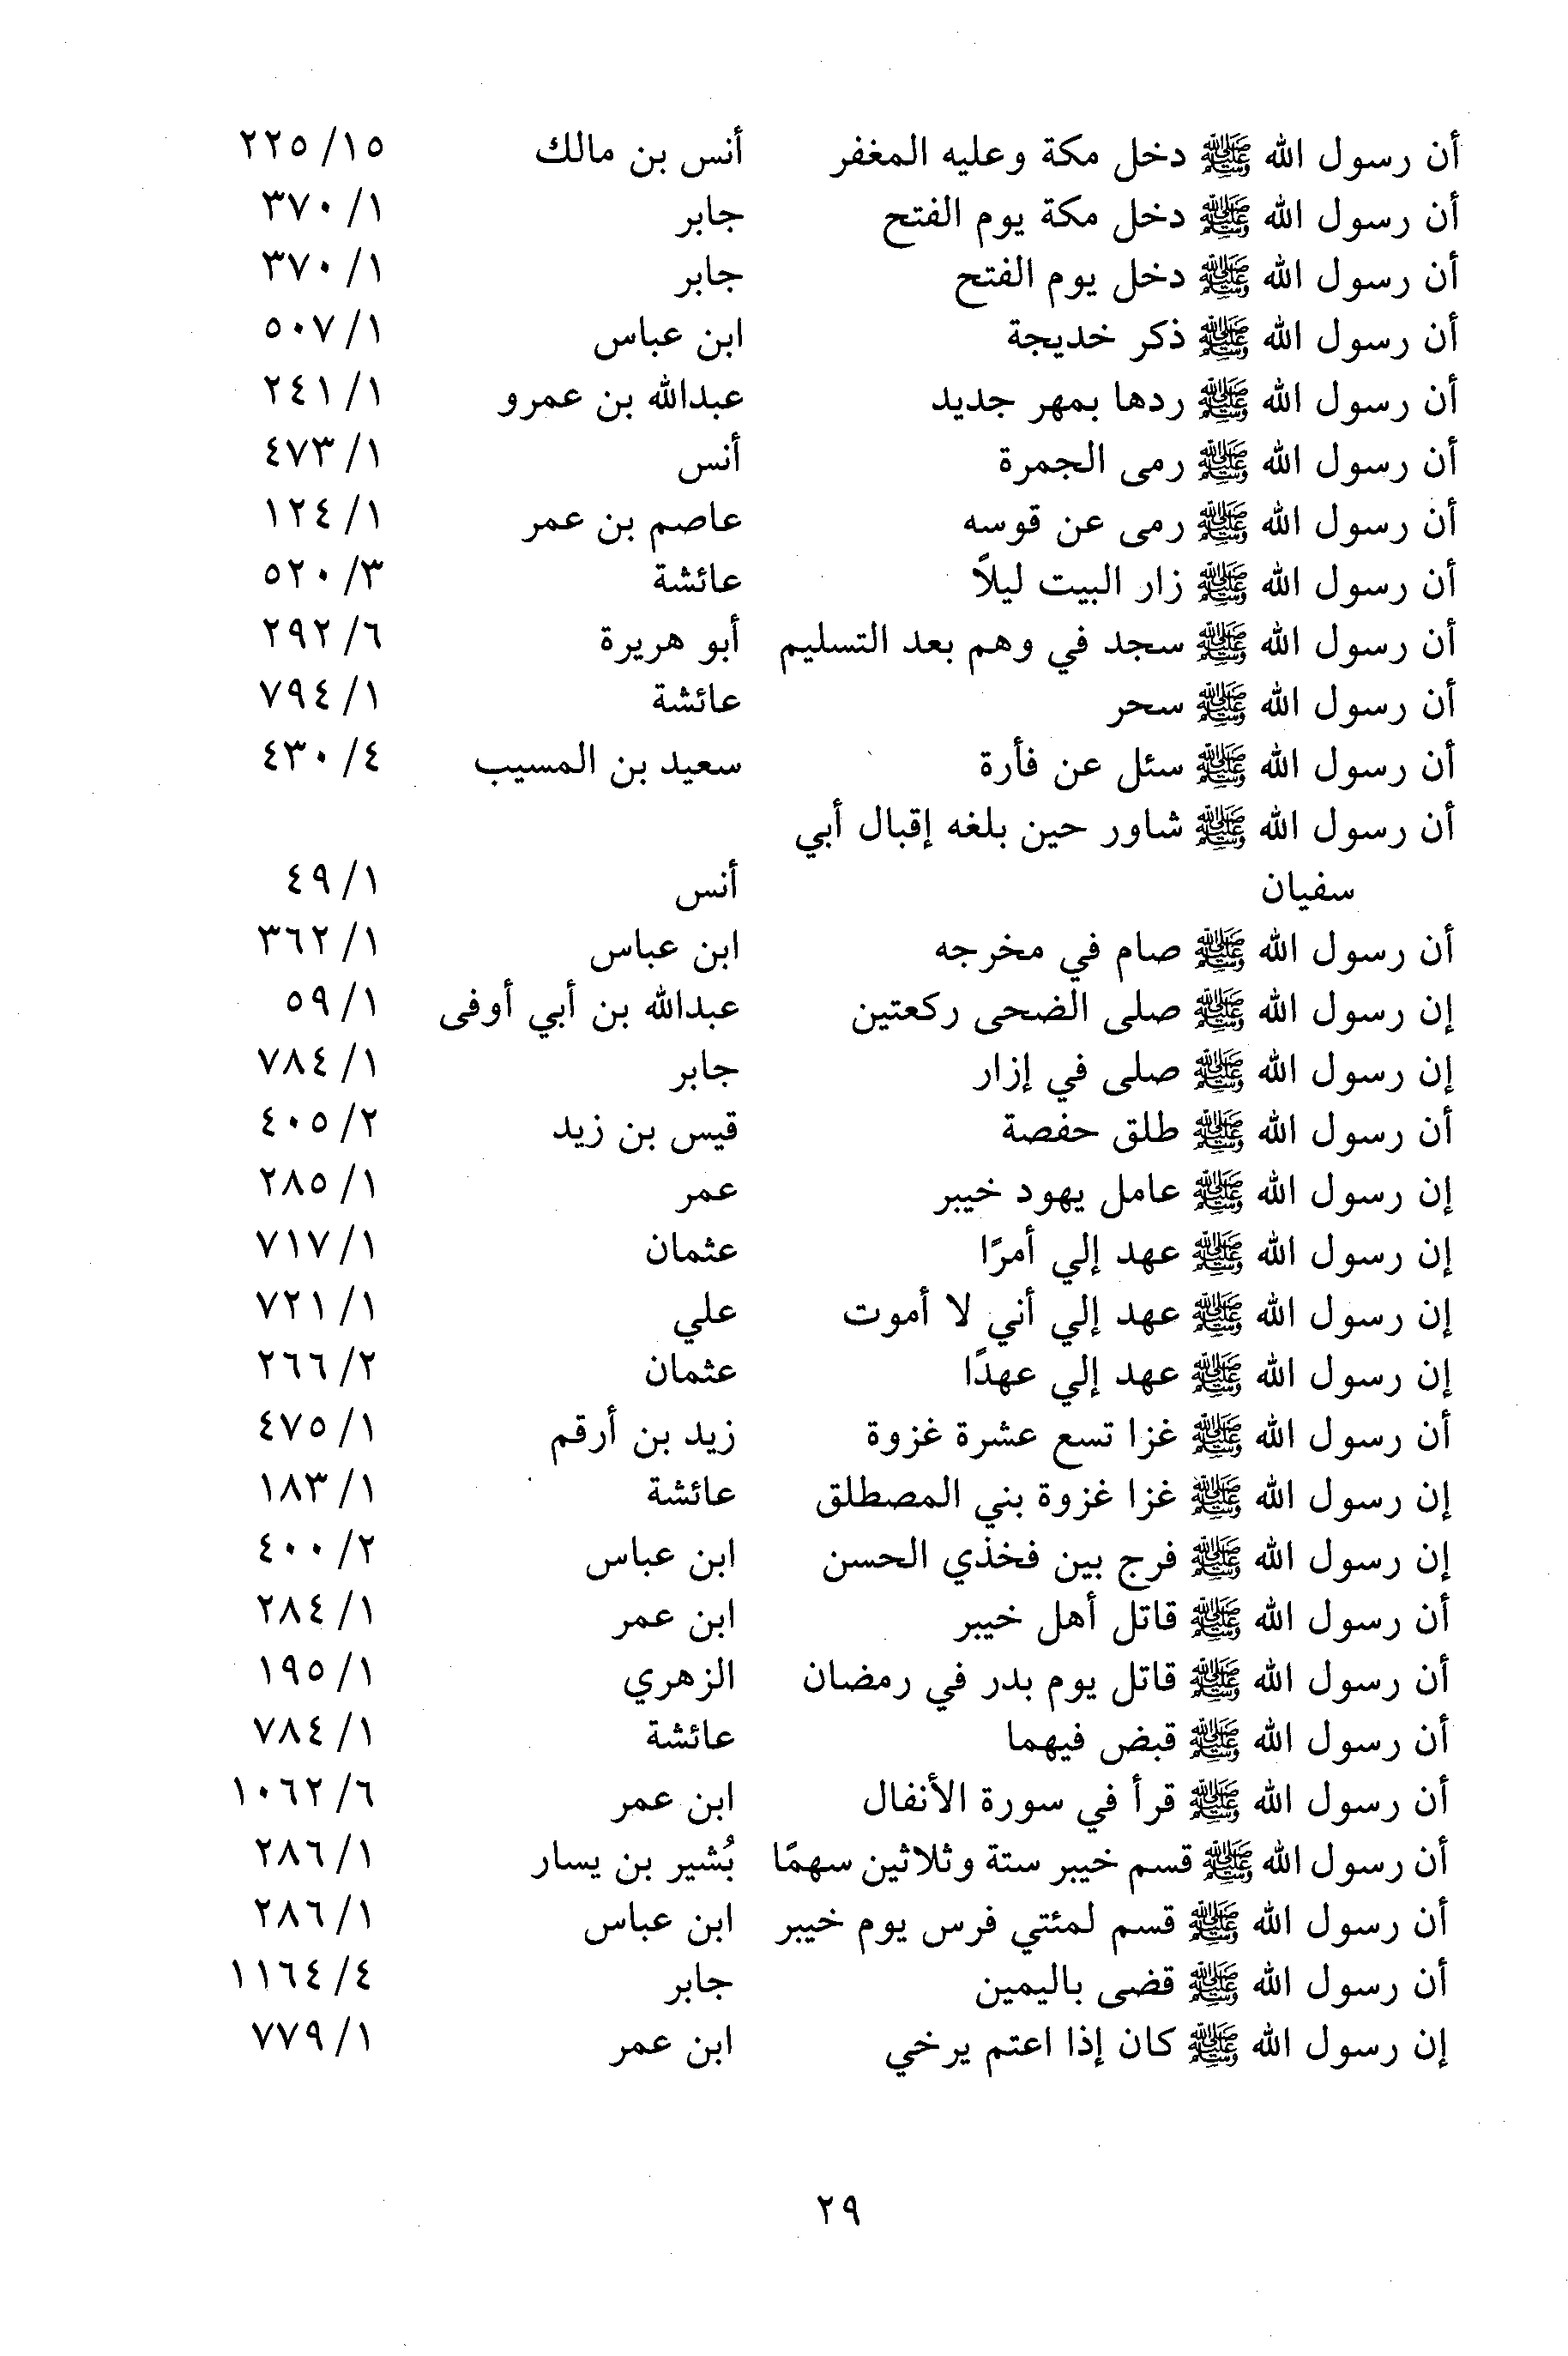 أن رسول الله ﷺ دخل مكة وعليه المغفر أنس بن مالك ١٥/ ٢٢٥
أن رسول الله ﷺ دخل مكة يوم الفتح جابر ١/ ٣٧٠
أن رسول الله ﷺ دخل يوم الفتح جابر ١/ ٣٧٠
أن رسول الله ﷺ ذكر خديجة ابن عباس ١/ ٥٠٧
أن رسول الله ﷺ ردها بمهر جديد عبدالله بن عمرو ١/ ٢٤١
أن رسول الله ﷺ رمى الجمرة أنس ١/ ٤٧٣
أن رسول الله ﷺ رمى عن قوسه عاصم بن عمر ١/ ١٢٤
أن رسول الله ﷺ زار البيت ليلاً عائشة ٣/ ٥٢٠
أن رسول الله ﷺ سجد في وهم بعد التسليم أبو هريرة ٦/ ٢٩٢
أن رسول الله ﷺ سحر عائشة ١/ ٧٩٤
أن رسول الله ﷺ سئل عن فأرة سعيد بن المسيب ٤/ ٤٣٠
أن رسول الله ﷺ شاور حين بلغه إقبال أبي
سفيان أنس ١/ ٤٩
أن رسول الله ﷺ صام في مخرجه ابن عباس ١/ ٣٦٢
إن رسول الله ﷺ صلى الضحى ركعتين عبدالله بن أبي أوفى ١/ ٥٩
إن رسول الله ﷺ صلى في إزار جابر ١/ ٧٨٤
أن رسول الله ﷺ طلق حفصة قيس بن زيد ٢/ ٤٠٥
إن رسول الله ﷺ عامل يهود خيبر عمر ١/ ٢٨٥
إن رسول الله ﷺ عهد إلي أمرًا عثمان ١/ ٧١٧
إن رسول الله ﷺ عهد إلي أني لا أموت علي ١/ ٧٢١
إن رسول الله ﷺ عهد إلي عهدًا عثمان ٢/ ٢٦٦
أن رسول الله ﷺ غزا تسع عشرة غزوة زيد بن أرقم ١/ ٤٧٥
إن رسول الله ﷺ غزا غزوة بني المصطلق عائشة ١/ ١٨٣
إن رسول الله ﷺ فرج بين فخذي الحسن ابن عباس ٢/ ٤٠٠
أن رسول الله ﷺ قاتل أهل خيبر ابن عمر ١/ ٢٨٤
أن رسول الله ﷺ قاتل يوم بدر في رمضان الزهري ١/ ١٩٥
أن رسول الله ﷺ قبض فيهما عائشة ١/ ٧٨٤
أن رسول الله ﷺ قرأ في سورة الأنفال ابن عمر ٦/ ١٠٦٢
أن رسول الله ﷺ قسم خيبر ستة وثلاثين سهمًا بُشير بن يسار ١/ ٢٨٦
أن رسول الله ﷺ قسم لمئتي فرس يوم خيبر ابن عباس ١/ ٢٨٦
أن رسول الله ﷺ قضى باليمين جابر ٤/ ١١٦٤
إن رسول الله ﷺ كان إذا اعتم يرخي ابن عمر ١/ ٧٧٩
٢٩